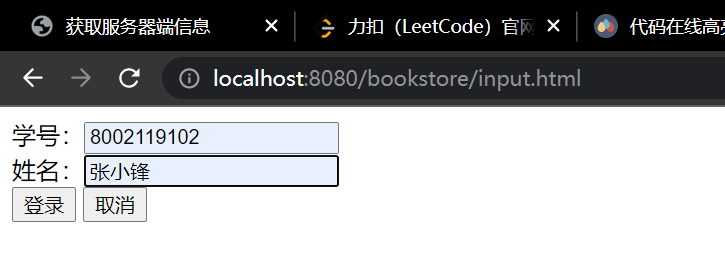 获取服务器端信息
力扣（LeetCode）官网
代码在线高亮
localhost:8080/bookstore/input.html
学号：8002119102
姓名：张小锋
登录 取消